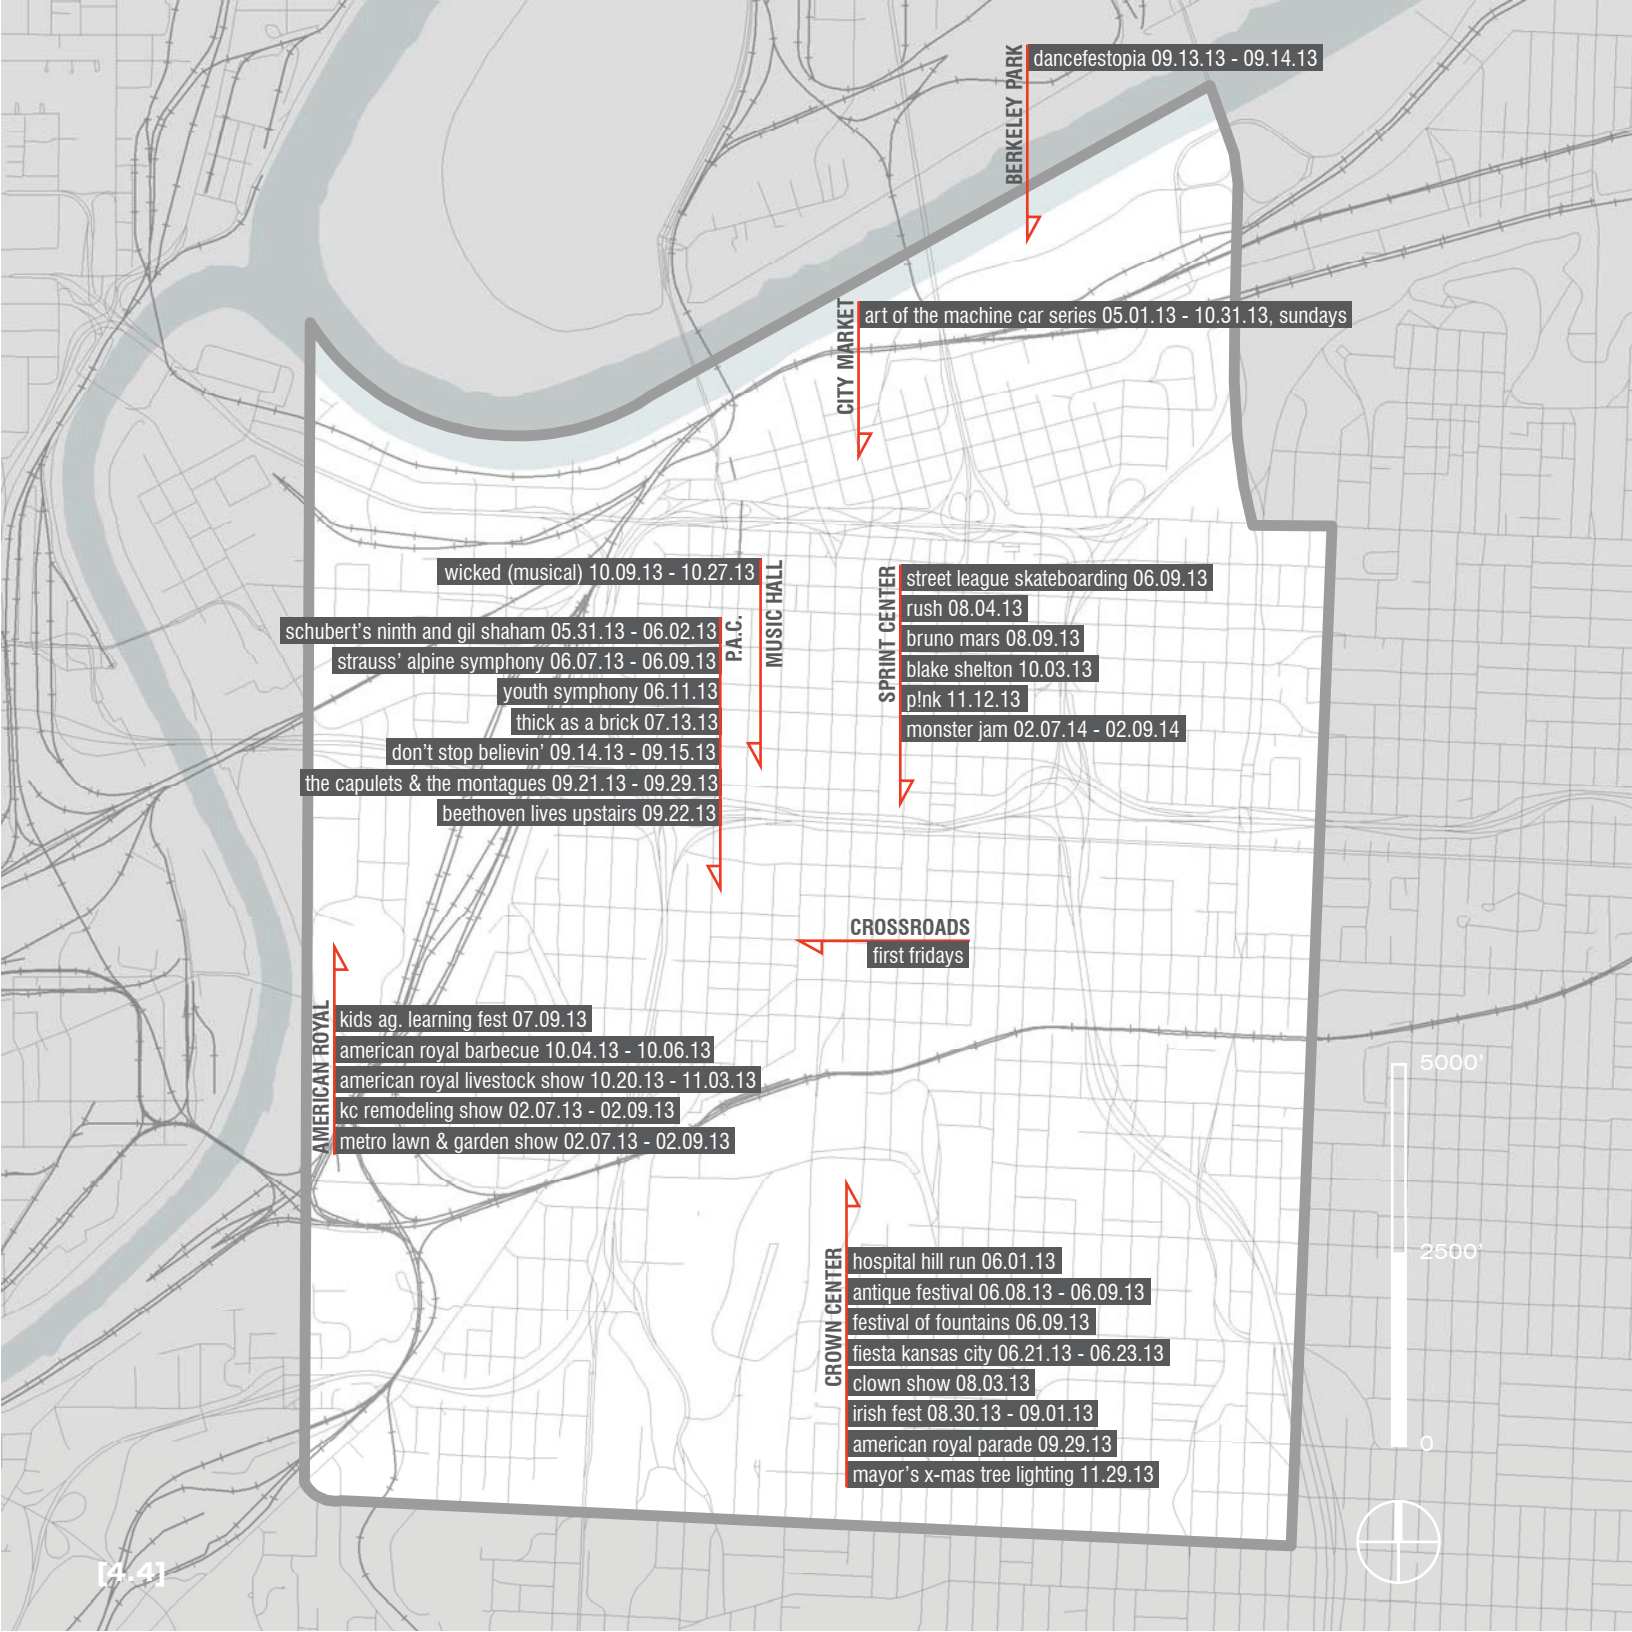 BERKELEY PARK
dancefestopia 09.13.13 - 09.14.13
CITY MARKET
art of the machine car series 05.01.13 - 10.31.13, sundays
wicked (musical) 10.09.13 - 10.27.13
MUSIC HALL
schubert’s ninth and gil shaham 05.31.13 - 06.02.13
strauss’ alpine symphony 06.07.13 - 06.09.13
youth symphony 06.11.13
thick as a brick 07.13.13
don’t stop believin’ 09.14.13 - 09.15.13
the capulets & the montagues 09.21.13 - 09.29.13
beethoven lives upstairs 09.22.13
P.A.C.
SPRINT CENTER
street league skateboarding 06.09.13
rush 08.04.13
bruno mars 08.09.13
blake shelton 10.03.13
p!nk 11.12.13
monster jam 02.07.14 - 02.09.14
CROSSROADS
first fridays
AMERICAN ROYAL
kids ag. learning fest 07.09.13
american royal barbecue 10.04.13 - 10.06.13
american royal livestock show 10.20.13 - 11.03.13
kc remodeling show 02.07.13 - 02.09.13
metro lawn & garden show 02.07.13 - 02.09.13
CROWN CENTER
hospital hill run 06.01.13
antique festival 06.08.13 - 06.09.13
festival of fountains 06.09.13
fiesta kansas city 06.21.13 - 06.23.13
clown show 08.03.13
irish fest 08.30.13 - 09.01.13
american royal parade 09.29.13
mayor’s x-mas tree lighting 11.29.13
5000’
2500’
0
[4.4]